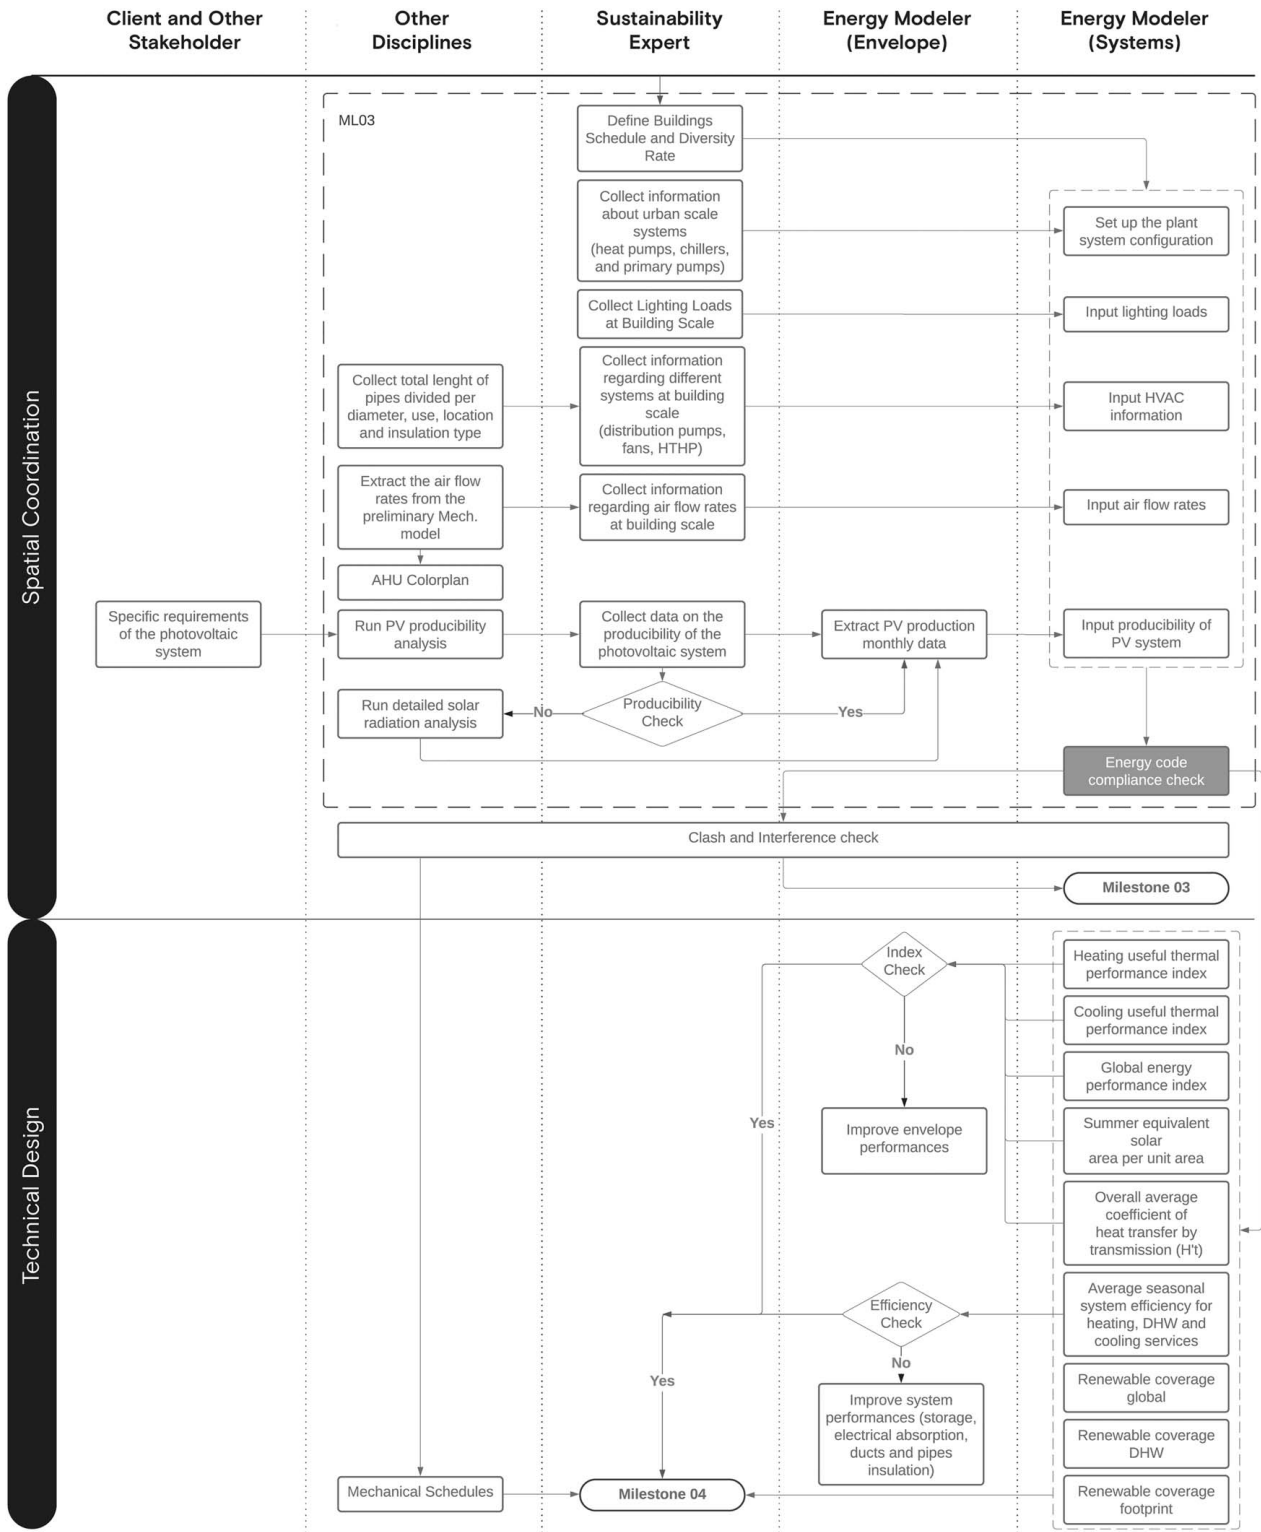 Client and Other
Stakeholder
Other
Disciplines
Sustainability
Expert
Energy Modeler
(Envelope)
Energy Modeler
(Systems)
Spatial Coordination
ML03
Define Buildings
Schedule and Diversity
Rate
Collect information
about urban scale
systems
(heat pumps, chillers,
and primary pumps)
Set up the plant
system configuration
Collect Lighting Loads
at Building Scale
Input lighting loads
Collect total lenght of
pipes divided per
diameter, use, location
and insulation type
Collect information
regarding different
systems at building
scale
(distribution pumps,
fans, HTHP)
Input HVAC
information
Extract the air flow
rates from the
preliminary Mech.
model
Collect information
regarding air flow rates
at building scale
Input air flow rates
AHU Colorplan
Specific requirements
of the photovoltaic
system
Run PV producibility
analysis
Collect data on the
producibility of the
photovoltaic system
Extract PV production
monthly data
Input producibility of
PV system
Run detailed solar
radiation analysis
No
Producibility
Check
Yes
Energy code
compliance check
Clash and Interference check
Milestone 03
Technical Design
Index
Check
Heating useful thermal
performance index
Cooling useful thermal
performance index
No
Global energy
performance index
Yes
Improve envelope
performances
Summer equivalent
solar
area per unit area
Overall average
coefficient of
heat transfer by
transmission (H't)
Efficiency
Check
Average seasonal
system efficiency for
heating, DHW and
cooling services
No
Yes
Renewable coverage
global
Improve system
performances (storage,
electrical absorption,
ducts and pipes
insulation)
Renewable coverage
DHW
Mechanical Schedules
Milestone 04
Renewable coverage
footprint